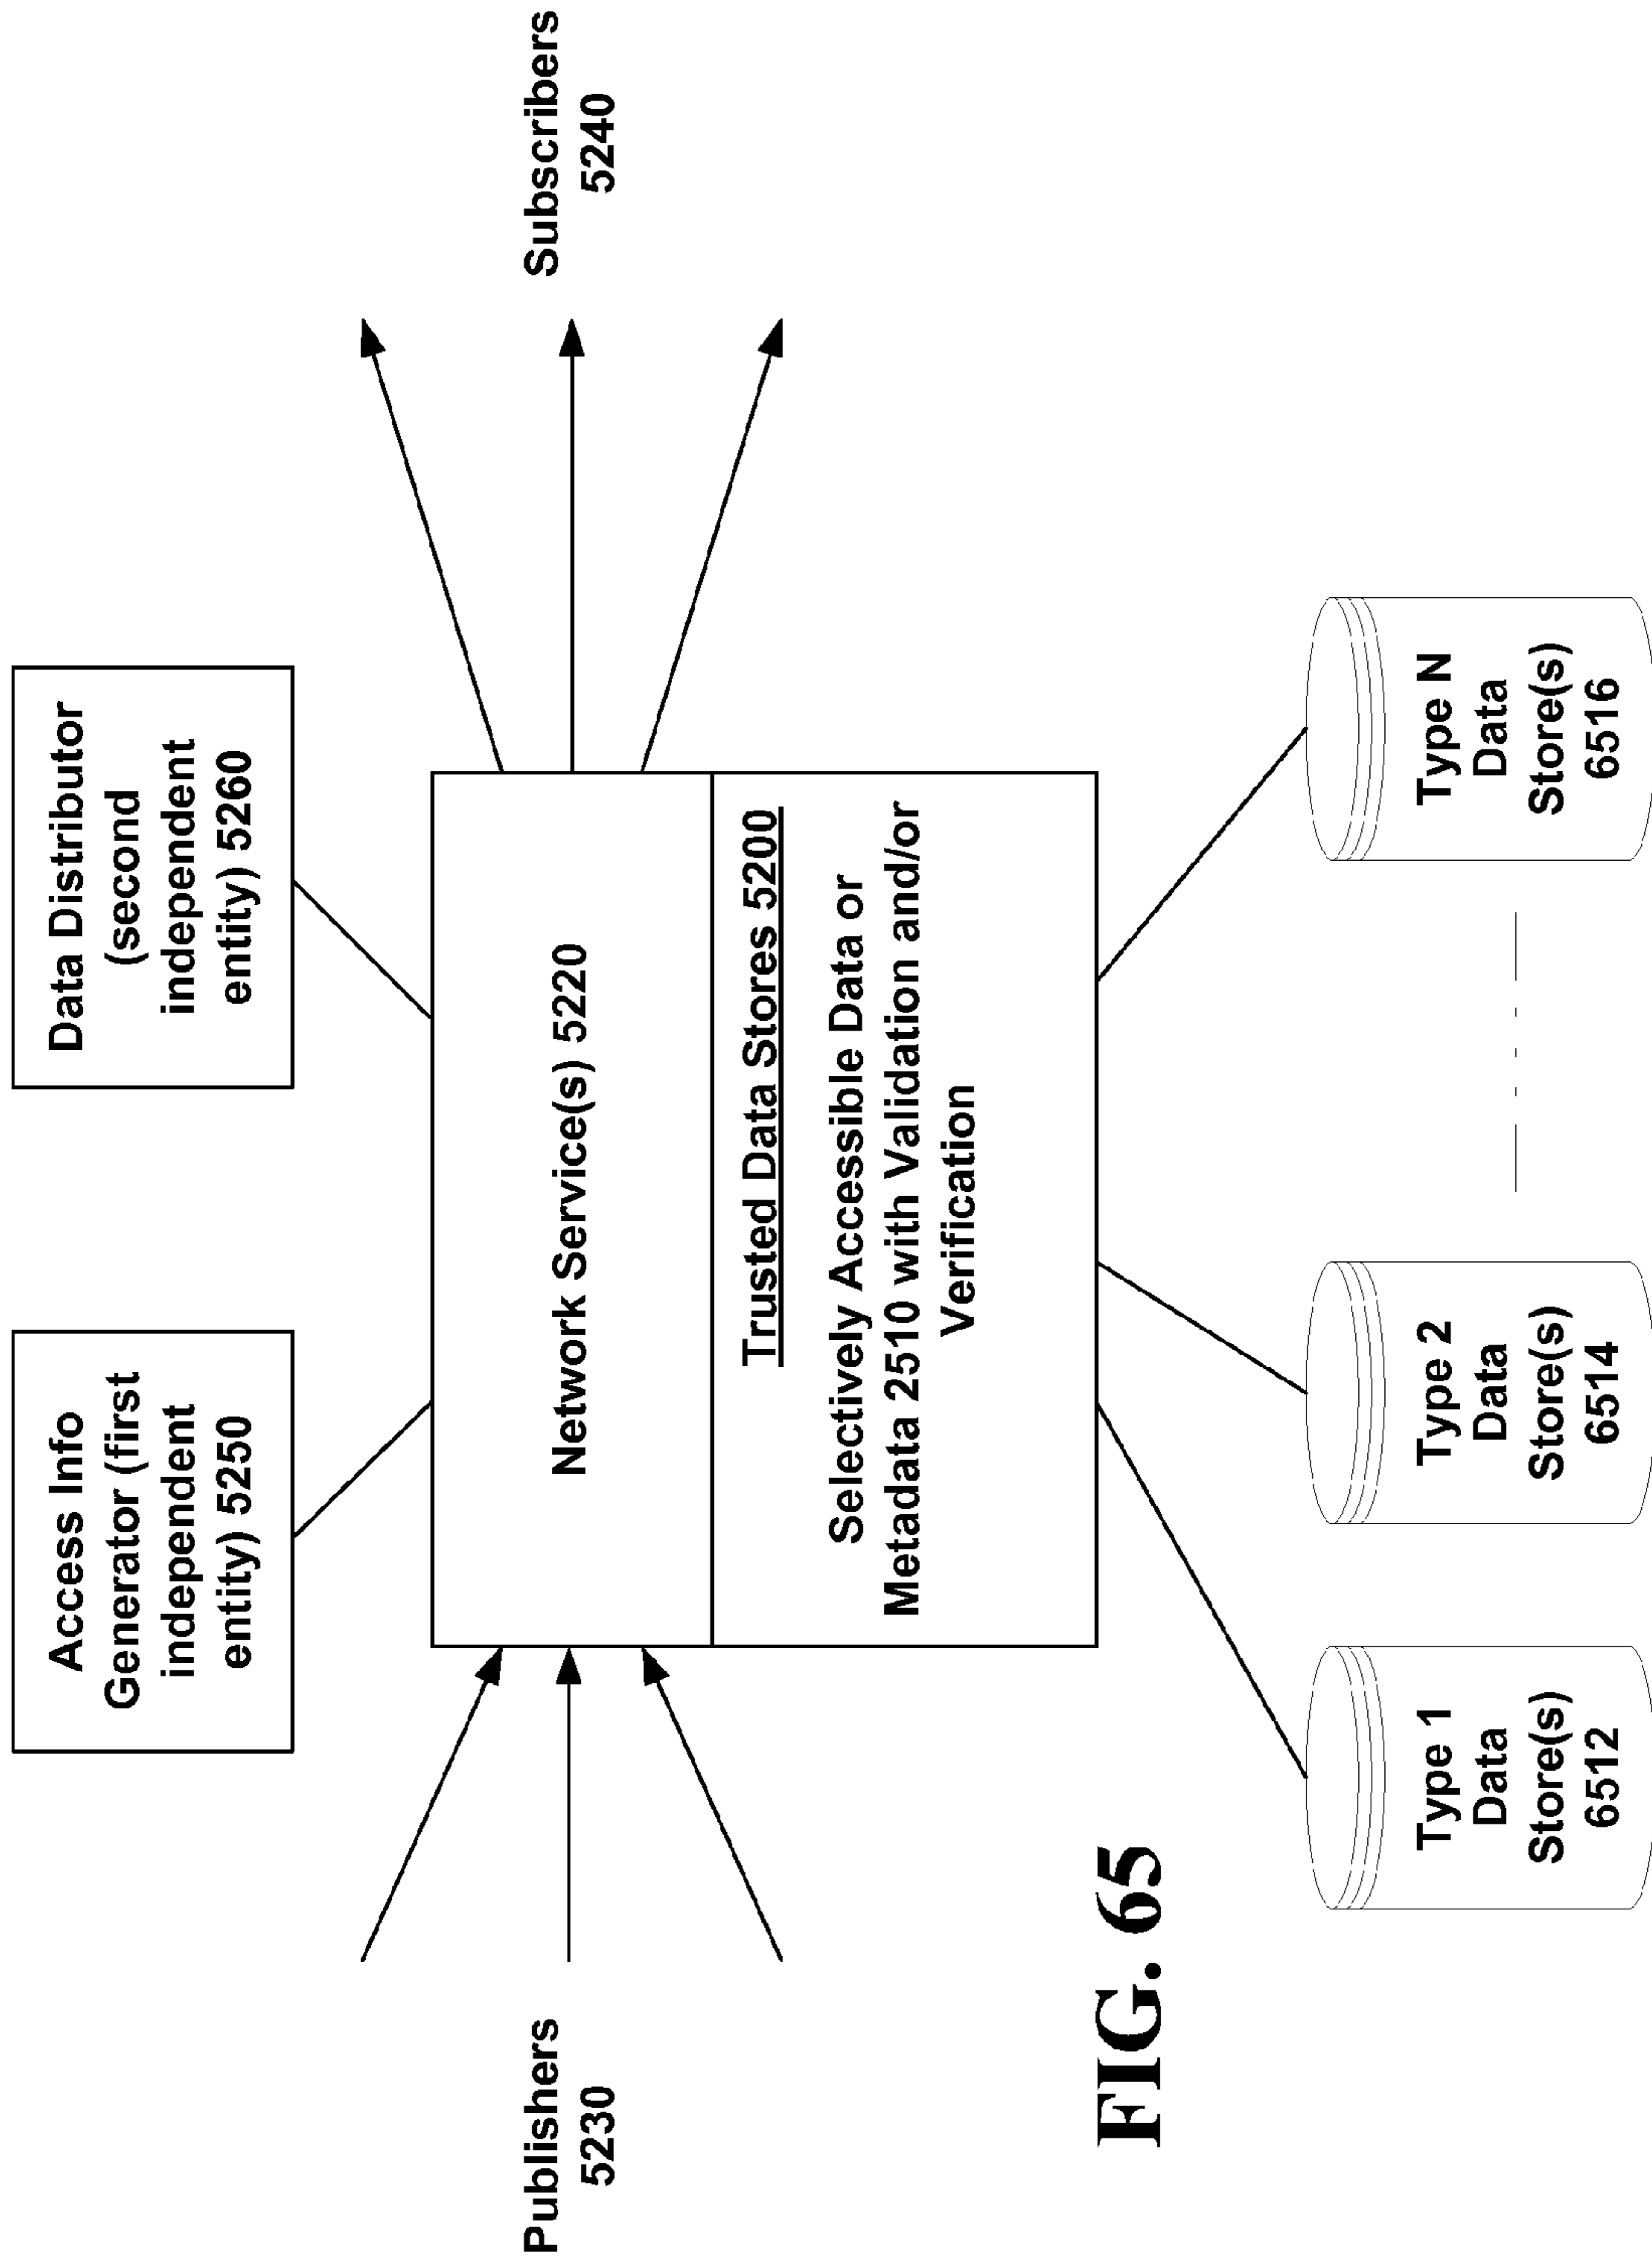 Access Info
Generator (first
independent
entity) 5250
Data Distributor
(second
independent
entity) 5260
Publishers
5230
Network Service(s) 5220
Subscribers
5240
Trusted Data Stores 5200
Selectively Accessible Data or
Metadata 2510 with Validation and/or
Verification
FIG. 65
Type 1
Data
Store(s)
6512
Type 2
Data
Store(s)
6514
Type N
Data
Store(s)
6516